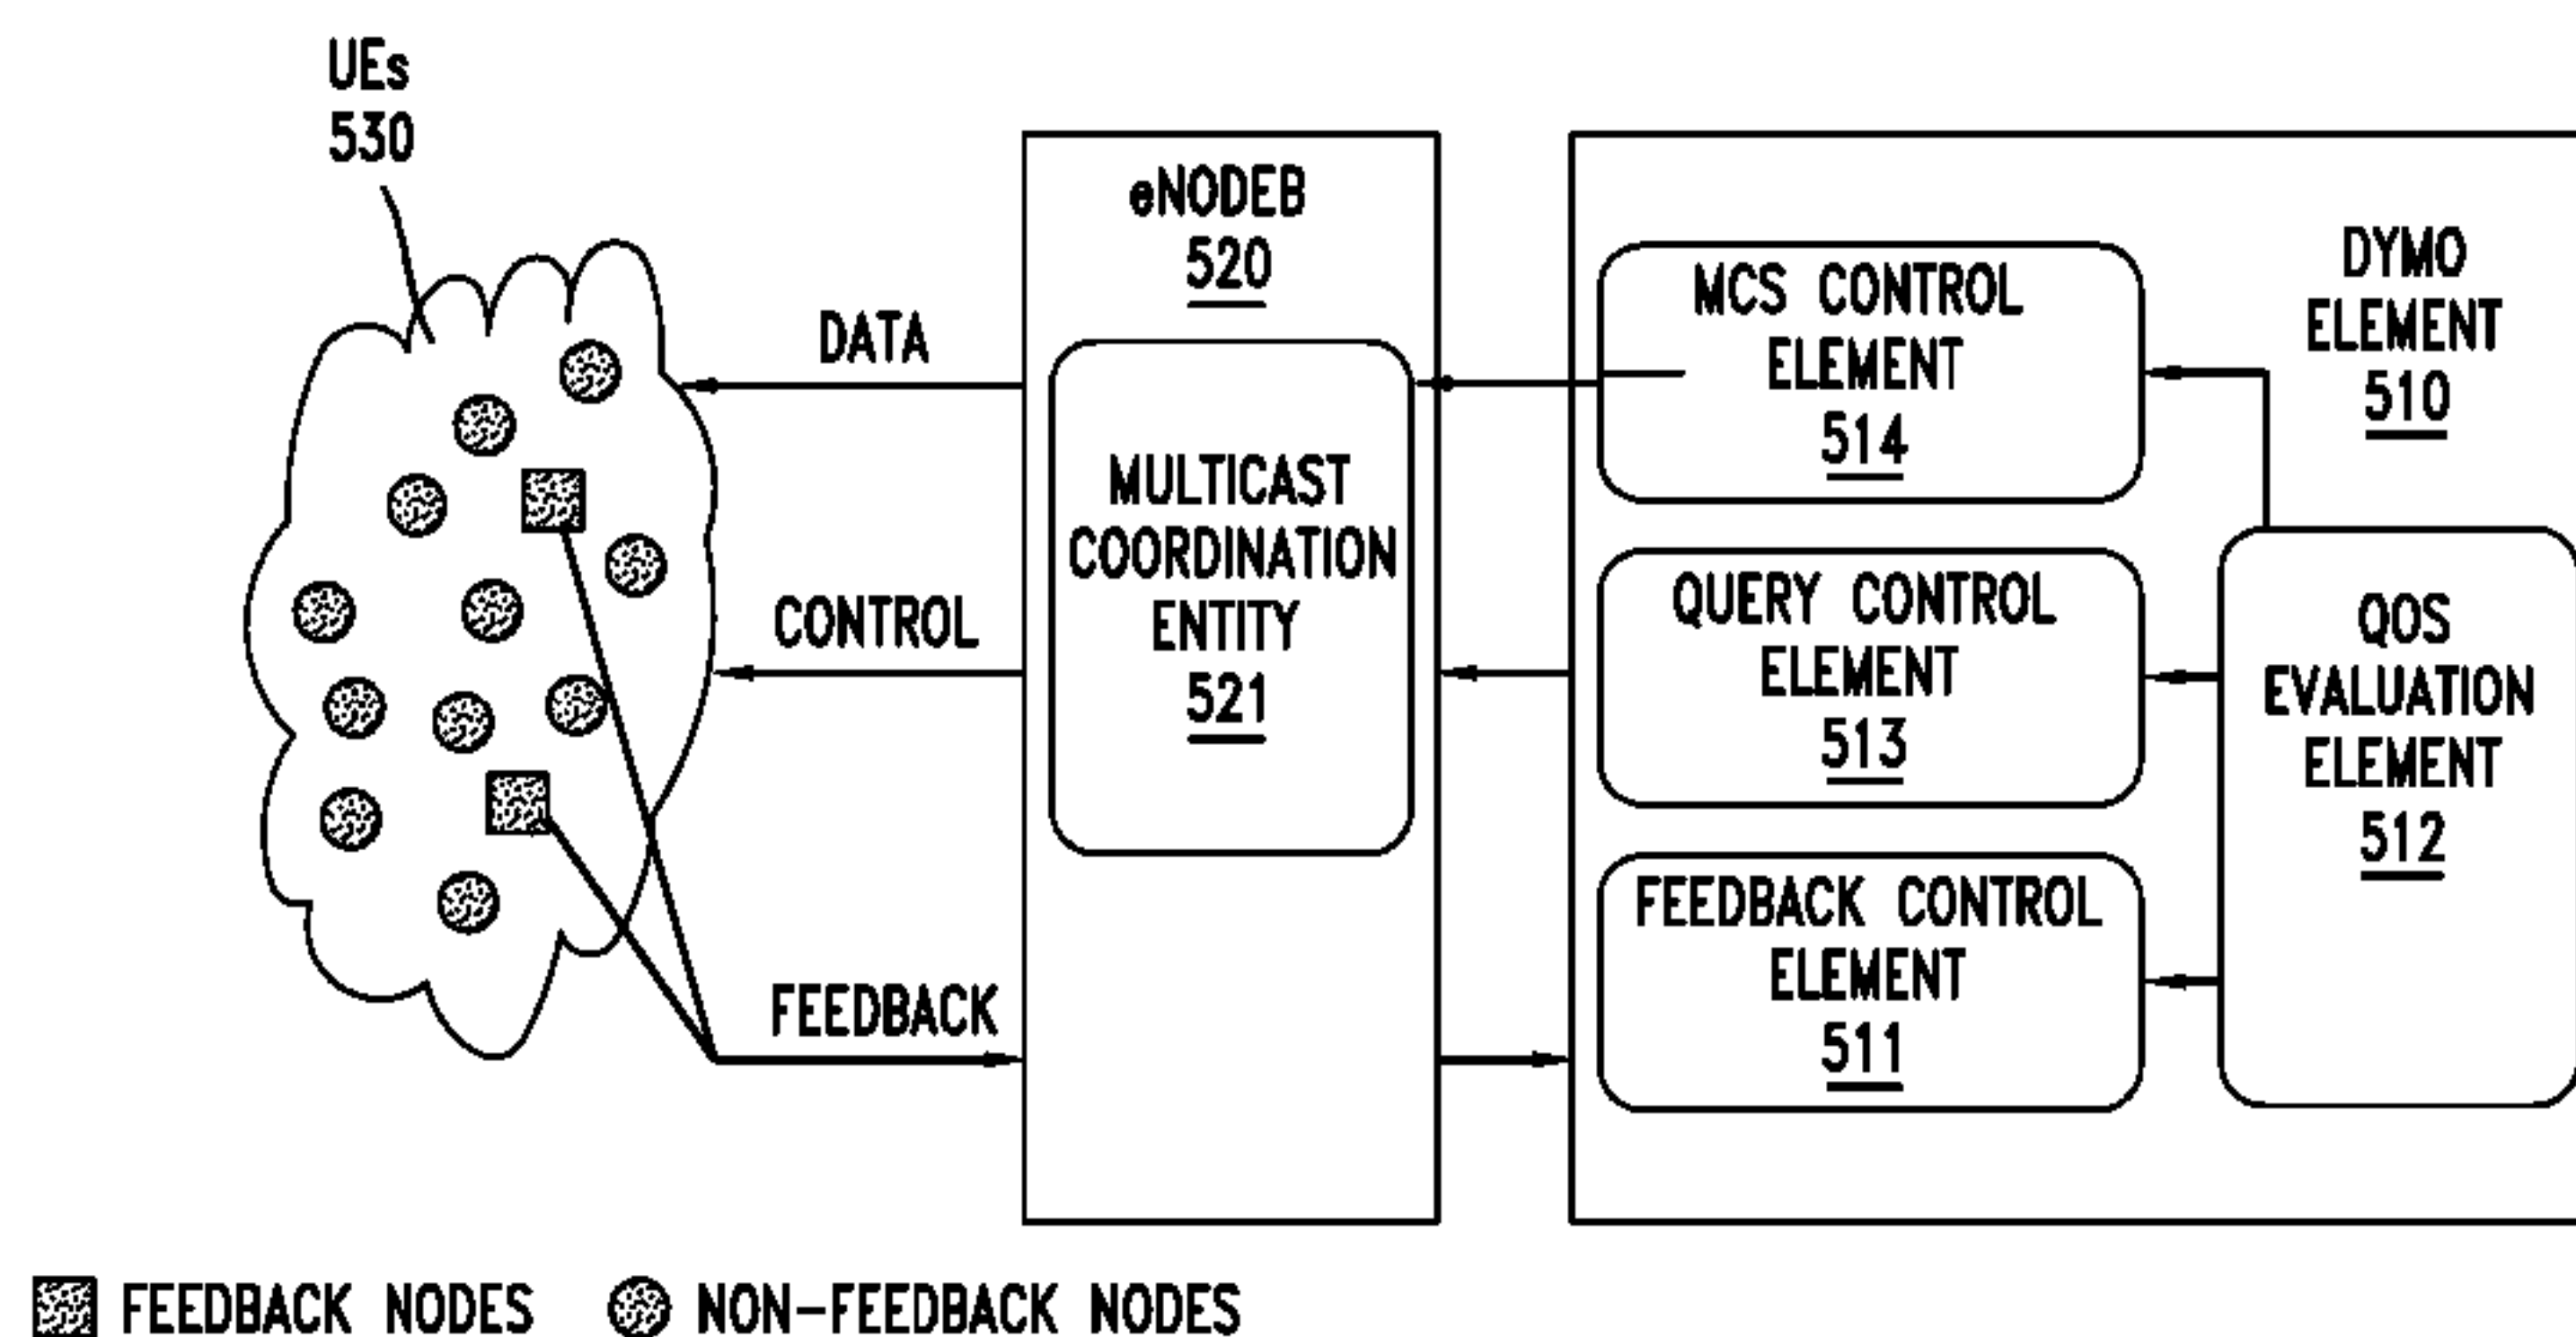 UEs
530
eNODEB
520
DATA
CONTROL
FEEDBACK
MULTICAST
COORDINATION
ENTITY
521
MCS CONTROL
ELEMENT
514
QUERY CONTROL
ELEMENT
513
FEEDBACK CONTROL
ELEMENT
511
DYMO
ELEMENT
510
QOS
EVALUATION
ELEMENT
512
FEEDBACK NODES
NON-FEEDBACK NODES